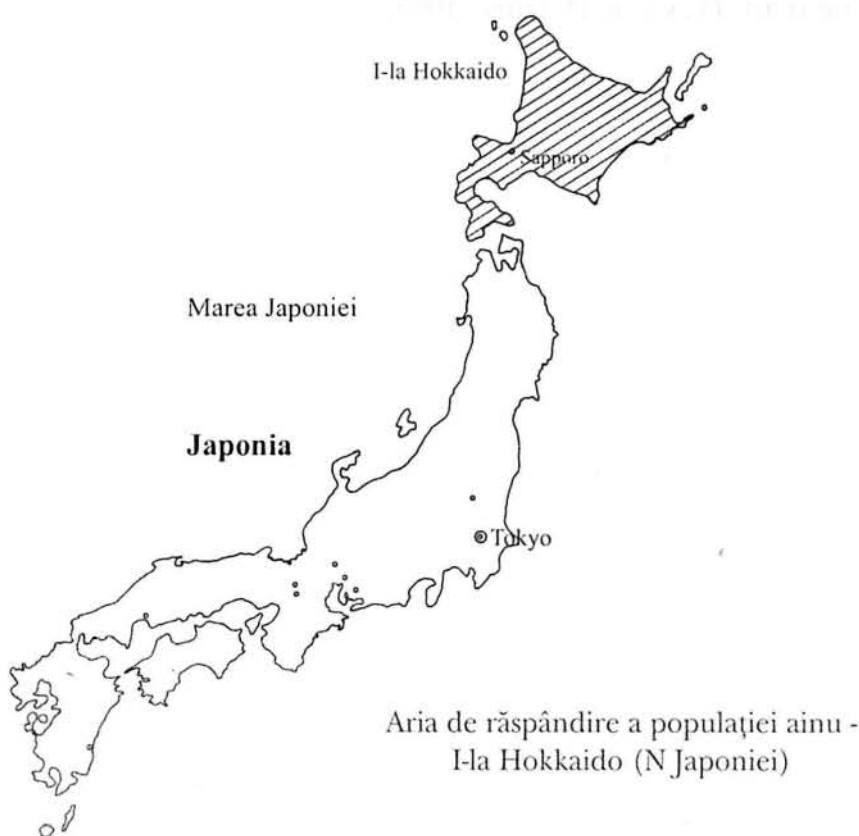 I-la Hokkaido
Sapporo
Marea Japoniei
Japonia
Tokyo
Aria de răspândire a populației ainu -
I-la Hokkaido (N Japoniei)